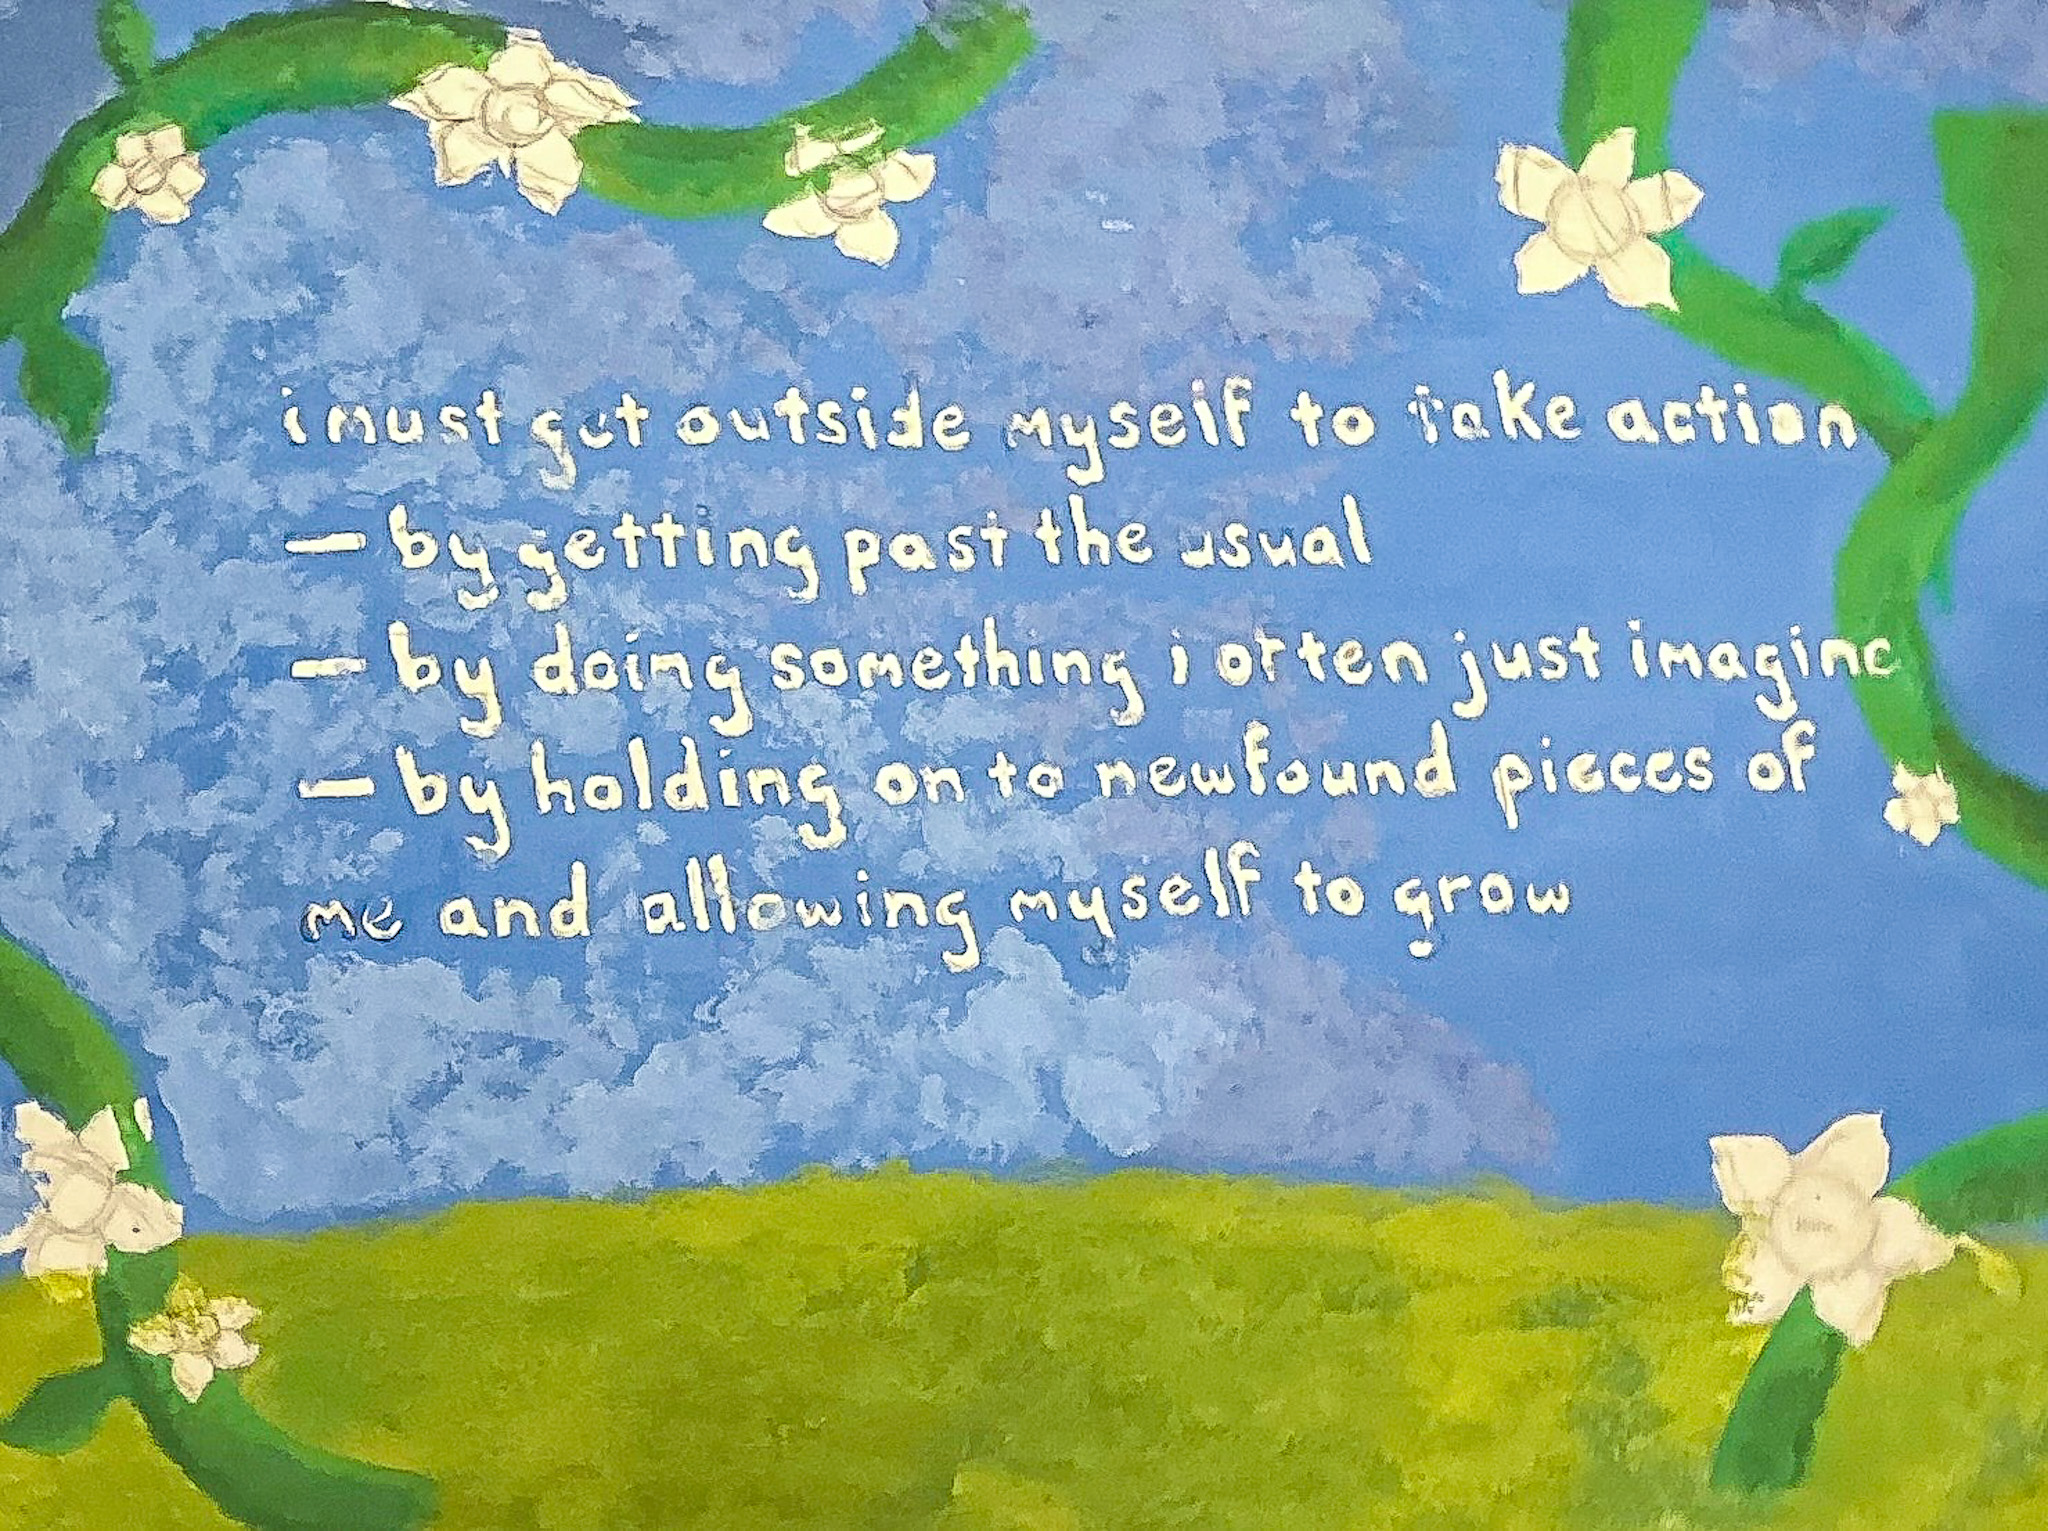 i must get outside myself to take action
— by getting past the usual
— by doing something i often just imagine
— by holding on to newfound pieces of
me and allowing myself to grow